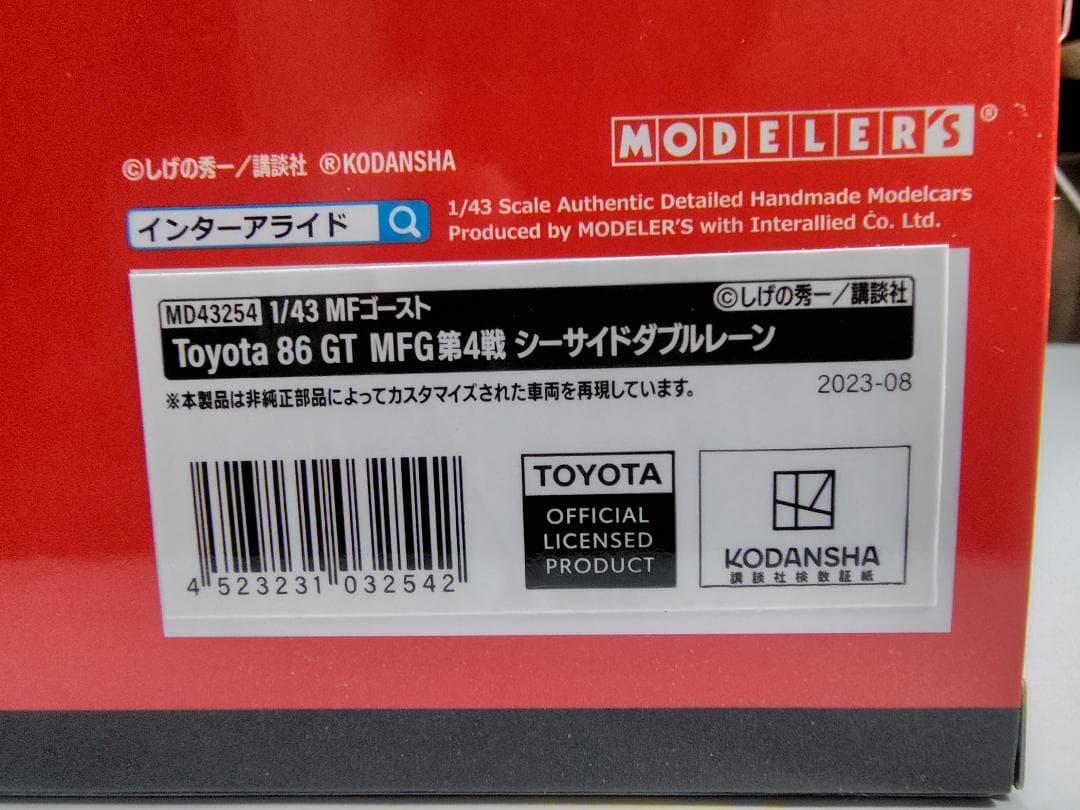 MODELER'S®
©しげの秀一/講談社 ®KODANSHA
インターアライド
1/43 Scale Authentic Detailed Handmade Modelcars
Produced by MODELER'S with Interallied Co. Ltd.
MD43254 1/43 MFゴースト ©しげの秀一/講談社
Toyota 86 GT MFG第4戦 シーサイドダブルレーン
※本製品は非純正部品によってカスタマイズされた車両を再現しています。
2023-08
TOYOTA
OFFICIAL
LICENSED
PRODUCT
KODANSHA
講談社検数証紙
4 523231 032542